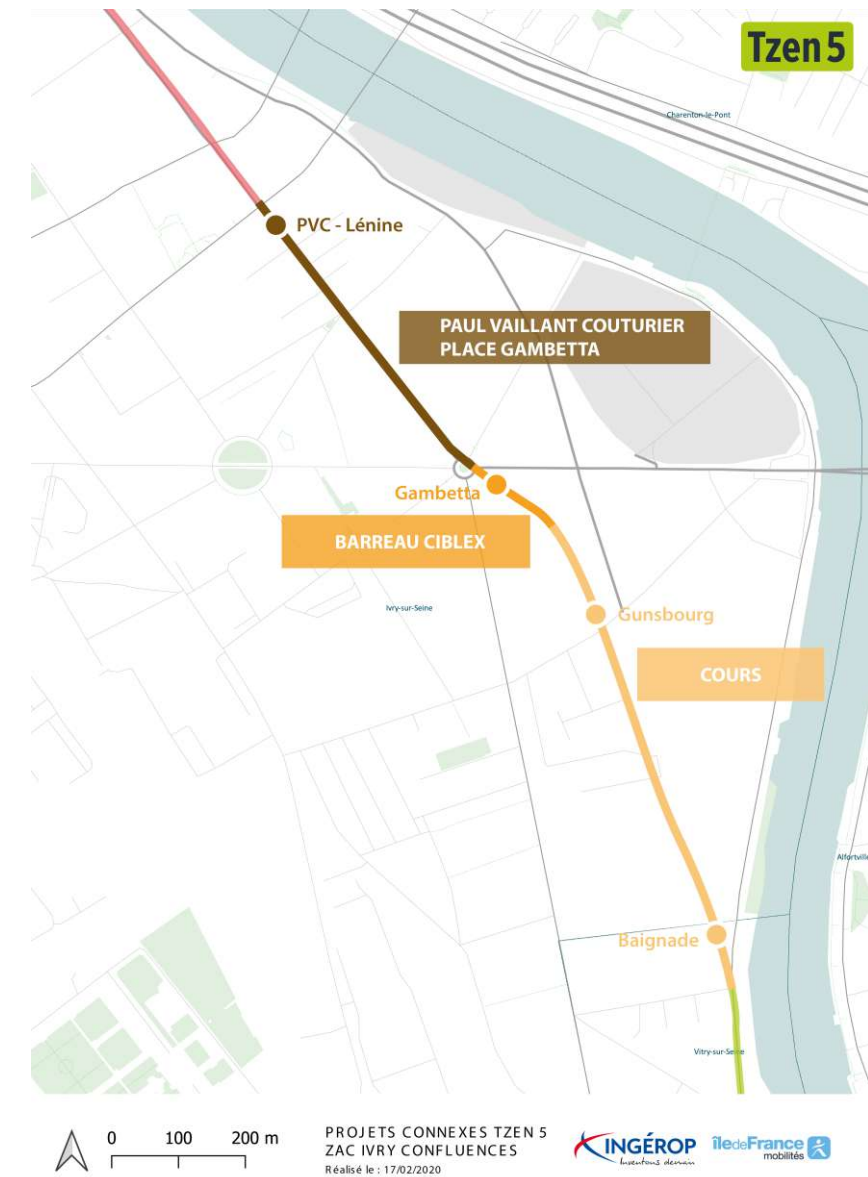 Tzen 5
Charenton-le-Pont
PVC - Lénine
PAUL VAILLANT COUTURIER
PLACE GAMBETTA
Gambetta
BARREAU CIBLEX
Ivry-sur-Seine
Gunsbourg
COURS
Alfortville
Baignade
Vitry-sur-Seine
0 100 200 m
PROJETS CONNEXES TZEN 5
ZAC IVRY CONFLUENCES
Réalisé le : 17/02/2020
INGÉROP
Inventons demain
îledeFrance
mobilités